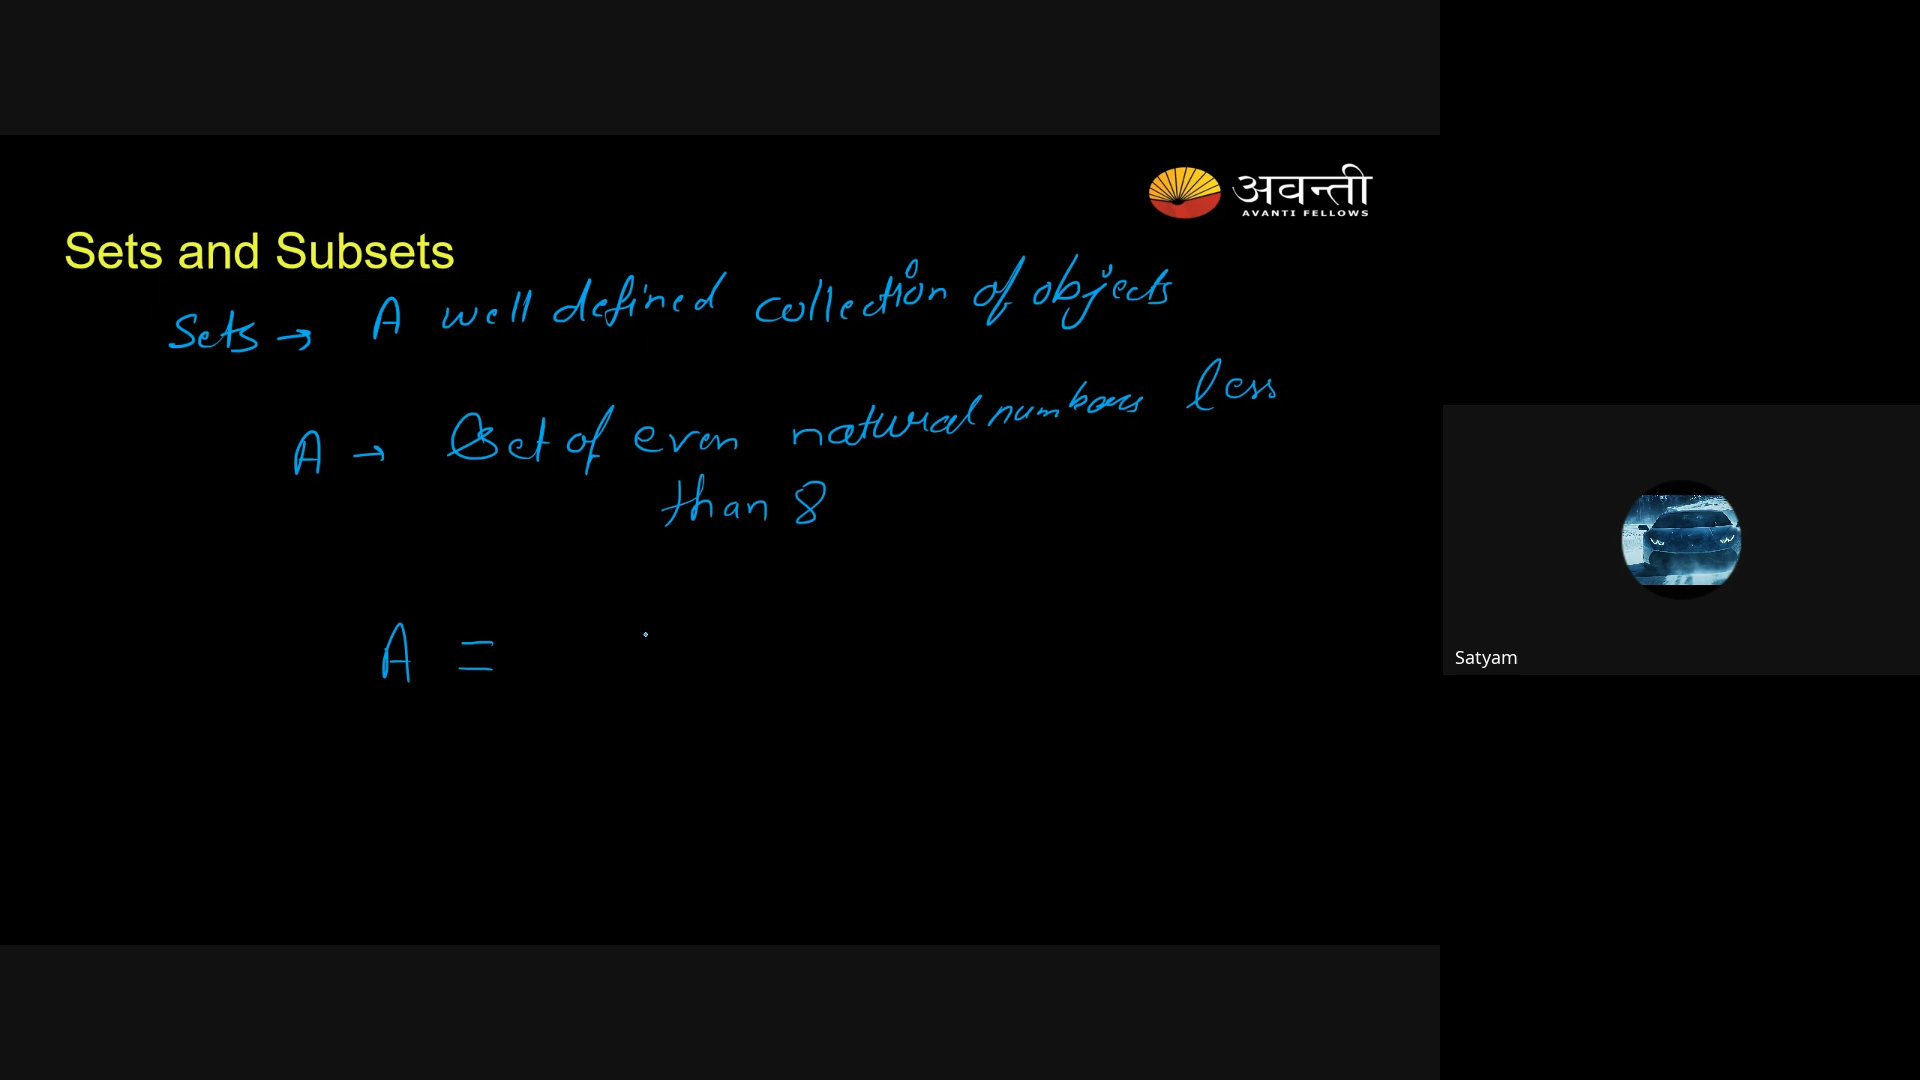 अवन्ती
AVANTI FELLOWS
Sets and Subsets
Sets → A well defined collection of objects
A → Set of even natural numbers less
than 8
A =
Satyam